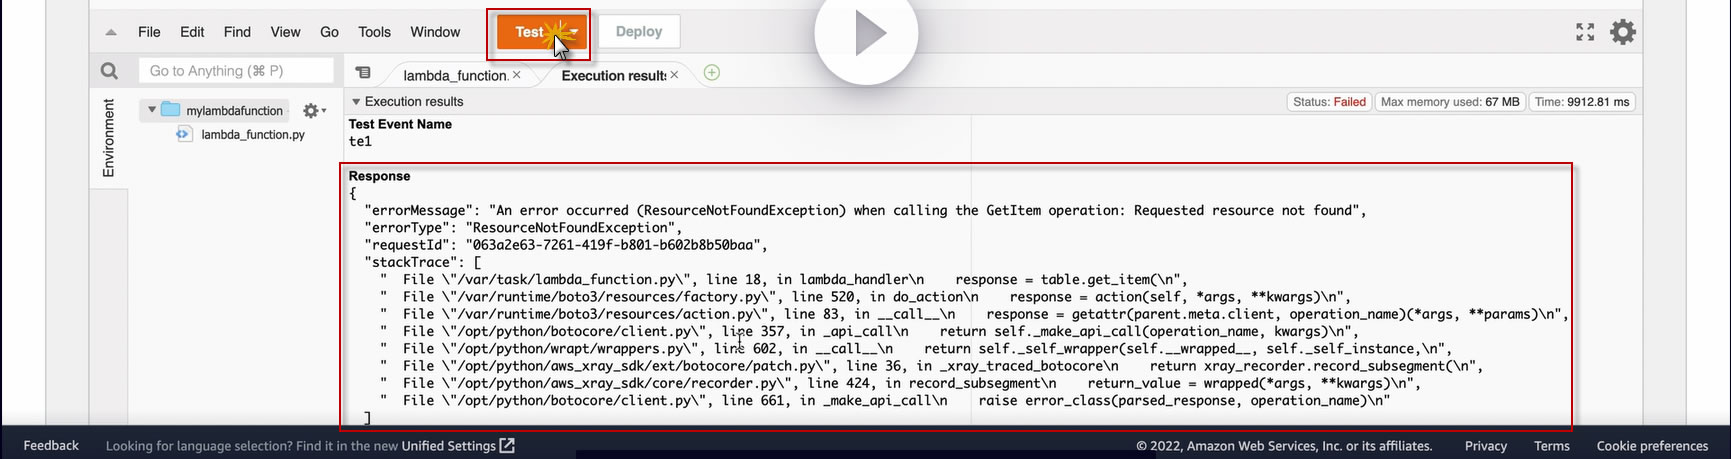 File Edit Find View Go Tools Window Test Deploy
Go to Anything (⌘ P)
lambda_function. × Execution results ×
Environment
mylambdafunction
lambda_function.py
Execution results
Status: Failed Max memory used: 67 MB Time: 9912.81 ms
Test Event Name
te1
Response
{
"errorMessage": "An error occurred (ResourceNotFoundException) when calling the GetItem operation: Requested resource not found",
"errorType": "ResourceNotFoundException",
"requestId": "063a2e63-7261-419f-b801-b602b8b50baa",
"stackTrace": [
"  File \"/var/task/lambda_function.py\", line 18, in lambda_handler\n    response = table.get_item(\n",
"  File \"/var/runtime/boto3/resources/factory.py\", line 520, in do_action\n    response = action(self, *args, **kwargs)\n",
"  File \"/var/runtime/boto3/resources/action.py\", line 83, in __call__\n    response = getattr(parent.meta.client, operation_name)(*args, **params)\n",
"  File \"/opt/python/botocore/client.py\", line 357, in _api_call\n    return self._make_api_call(operation_name, kwargs)\n",
"  File \"/opt/python/wrapt/wrappers.py\", line 602, in __call__\n    return self._self_wrapper(self.__wrapped__, self._self_instance,\n",
"  File \"/opt/python/aws_xray_sdk/ext/botocore/patch.py\", line 36, in _xray_traced_botocore\n    return xray_recorder.record_subsegment(\n",
"  File \"/opt/python/aws_xray_sdk/core/recorder.py\", line 424, in record_subsegment\n    return_value = wrapped(*args, **kwargs)\n",
"  File \"/opt/python/botocore/client.py\", line 661, in _make_api_call\n    raise error_class(parsed_response, operation_name)\n"
]
Feedback Looking for language selection? Find it in the new Unified Settings © 2022, Amazon Web Services, Inc. or its affiliates. Privacy Terms Cookie preferences